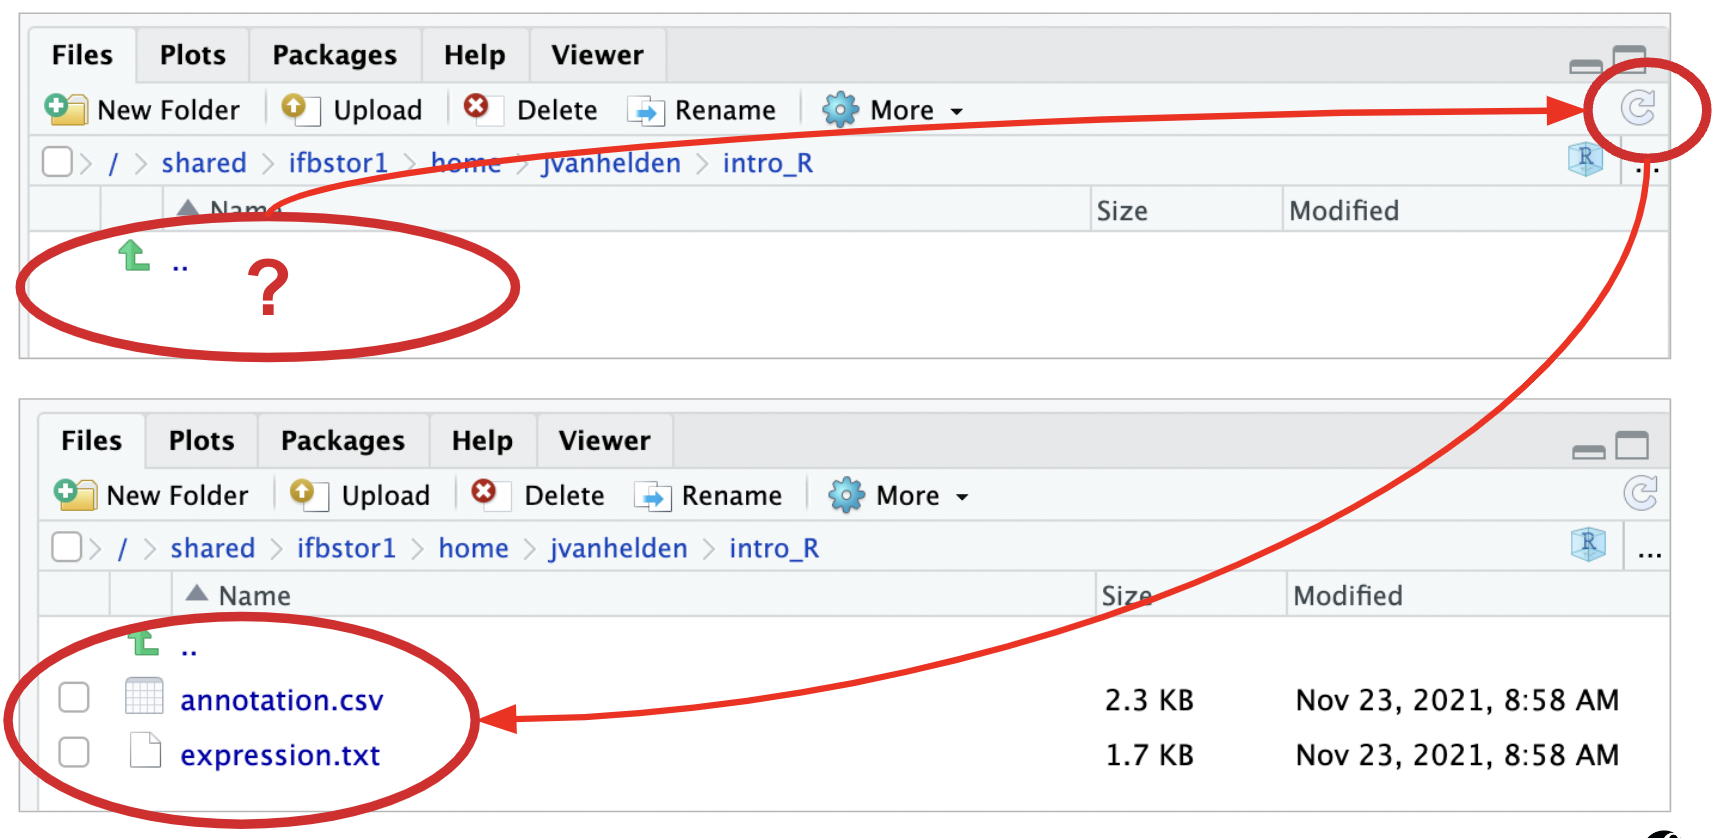 Files Plots Packages Help Viewer
New Folder Upload Delete Rename More
/ shared ifbstor1 home jvanhelden intro_R
R ...
Name Size Modified
.. ?
Files Plots Packages Help Viewer
New Folder Upload Delete Rename More
/ shared ifbstor1 home jvanhelden intro_R
R ...
Name Size Modified
..
annotation.csv 2.3 KB Nov 23, 2021, 8:58 AM
expression.txt 1.7 KB Nov 23, 2021, 8:58 AM